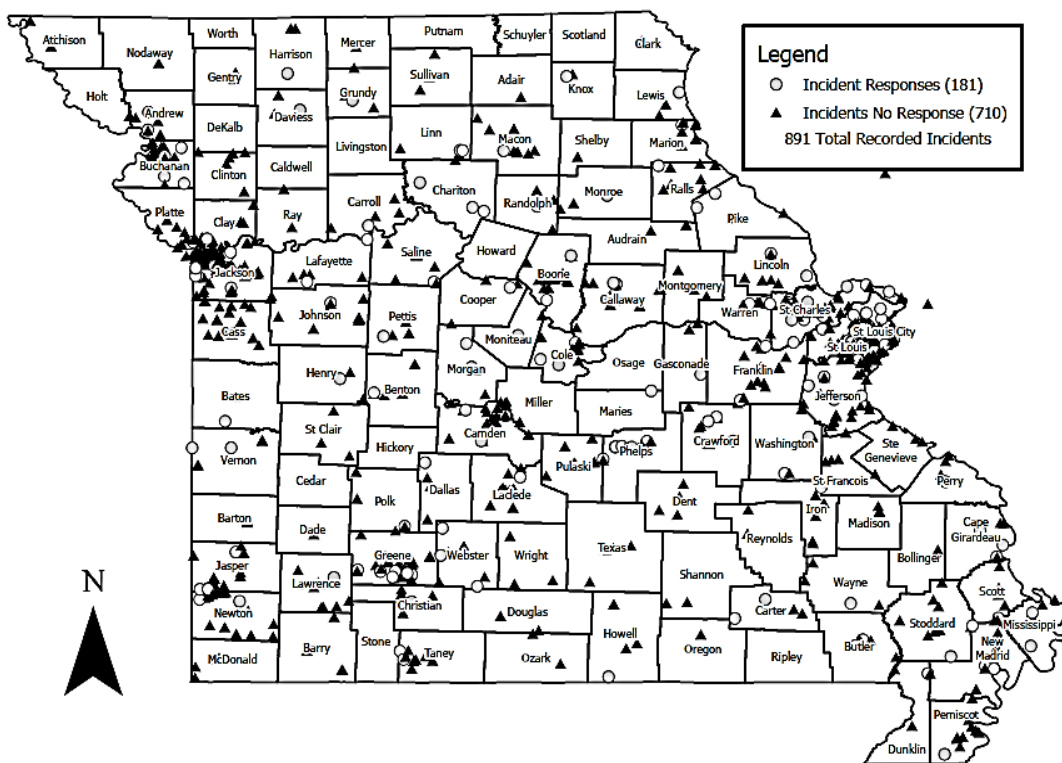 Atchison
Nodaway
Worth
Harrison
Mercer
Putnam
Schuyler
Scotland
Clark
Legend
Incident Responses (181)
Incidents No Response (710)
891 Total Recorded Incidents
Holt
Gentry
Sullivan
Adair
Knox
Lewis
Andrew
DeKalb
Daviess
Grundy
Linn
Macon
Shelby
Marion
Buchanan
Clinton
Caldwell
Livingston
Chariton
Randolph
Monroe
Ralls
Platte
Clay
Ray
Carroll
Howard
Audrain
Pike
Jackson
Lafayette
Saline
Boone
Callaway
Montgomery
Lincoln
Cass
Johnson
Pettis
Cooper
Moniteau
Cole
Osage
Gasconade
Warren
St Charles
St Louis City
St Louis
Franklin
Jefferson
Bates
Henry
Benton
Morgan
Miller
Maries
Crawford
Washington
Ste
Genevieve
Vernon
St Clair
Hickory
Camden
Pulaski
Phelps
St Francois
Perry
Cedar
Polk
Dallas
Laclede
Dent
Iron
Madison
Cape
Girardeau
Barton
Dade
Greene
Webster
Wright
Texas
Reynolds
Bollinger
N
Jasper
Lawrence
Christian
Douglas
Shannon
Carter
Wayne
Scott
Mississippi
Newton
Stoddard
New
Madrid
McDonald
Barry
Stone
Taney
Ozark
Howell
Oregon
Ripley
Butler
Dunklin
Pemiscot